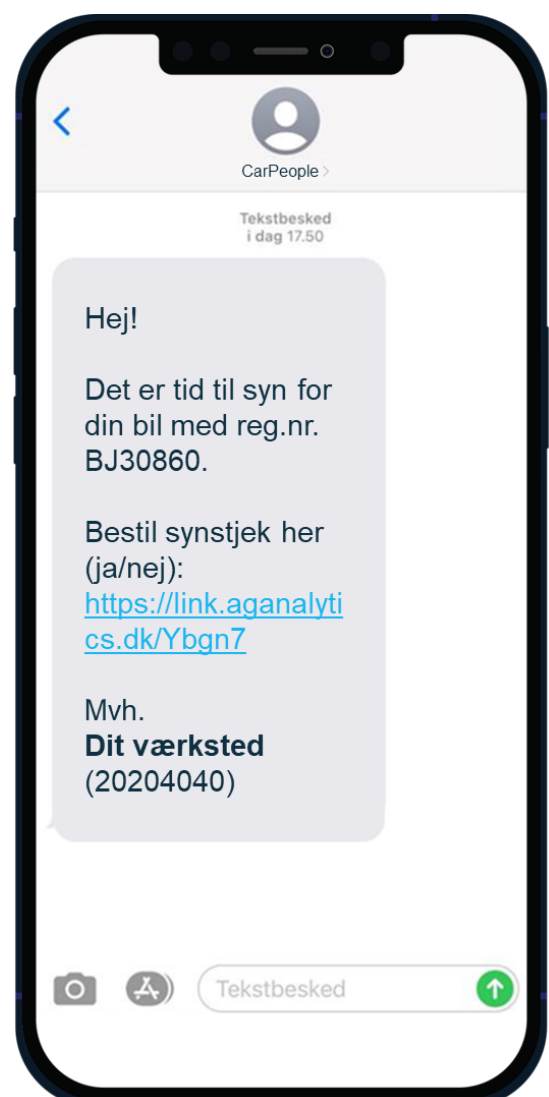 CarPeople
Tekstbesked
i dag 17.50
Hej!
Det er tid til syn for
din bil med reg.nr.
BJ30860.
Bestil synstjek her
(ja/nej):
https://link.aganalyti
cs.dk/Ybgn7
Mvh.
Dit værksted
(20204040)
Tekstbesked